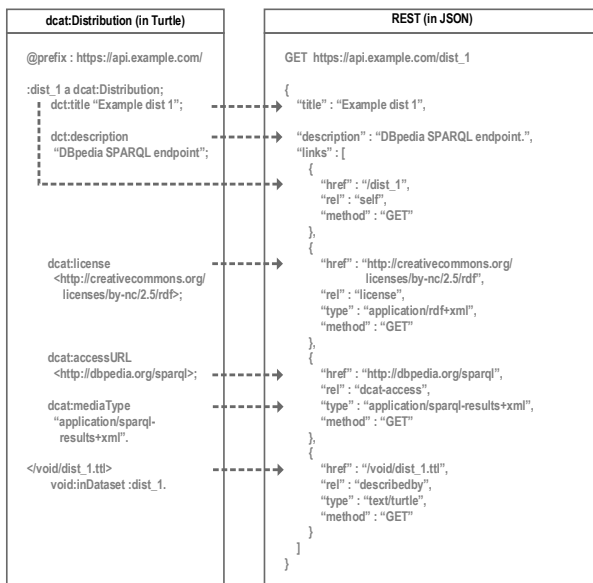 dcat:Distribution (in Turtle)
@prefix : https://api.example.com/
:dist_1 a dcat:Distribution;
dct:title “Example dist 1”;
dct:description
“DBpedia SPARQL endpoint”;
dcat:license
<http://creativecommons.org/
licenses/by-nc/2.5/rdf>;
dcat:accessURL
<http://dbpedia.org/sparql>;
dcat:mediaType
“application/sparql-
results+xml”.
</void/dist_1.ttl>
void:inDataset :dist_1.
REST (in JSON)
GET https://api.example.com/dist_1
{
“title” : “Example dist 1”,
“description” : “DBpedia SPARQL endpoint.”,
“links” : [
{
“href” : “/dist_1”,
“rel” : “self”,
“method” : “GET”
},
{
“href” : “http://creativecommons.org/
licenses/by-nc/2.5/rdf”,
“rel” : “license”,
“type” : “application/rdf+xml”,
“method” : “GET”
},
{
“href” : “http://dbpedia.org/sparql”,
“rel” : “dcat-access”,
“type” : “application/sparql-results+xml”,
“method” : “GET”
},
{
“href” : “/void/dist_1.ttl”,
“rel” : “describedby”,
“type” : “text/turtle”,
“method” : “GET”
}
]
}